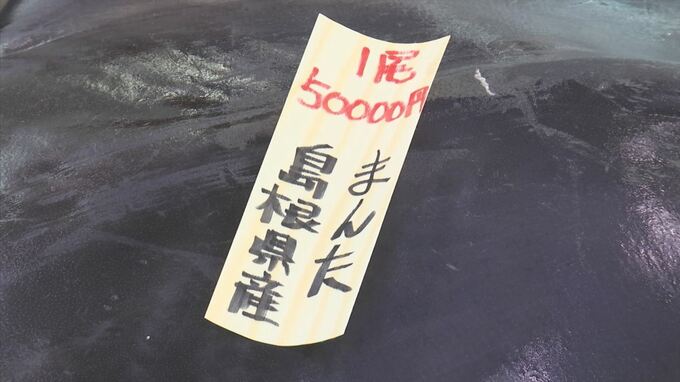 1尾
50000円
まんた
島根県産